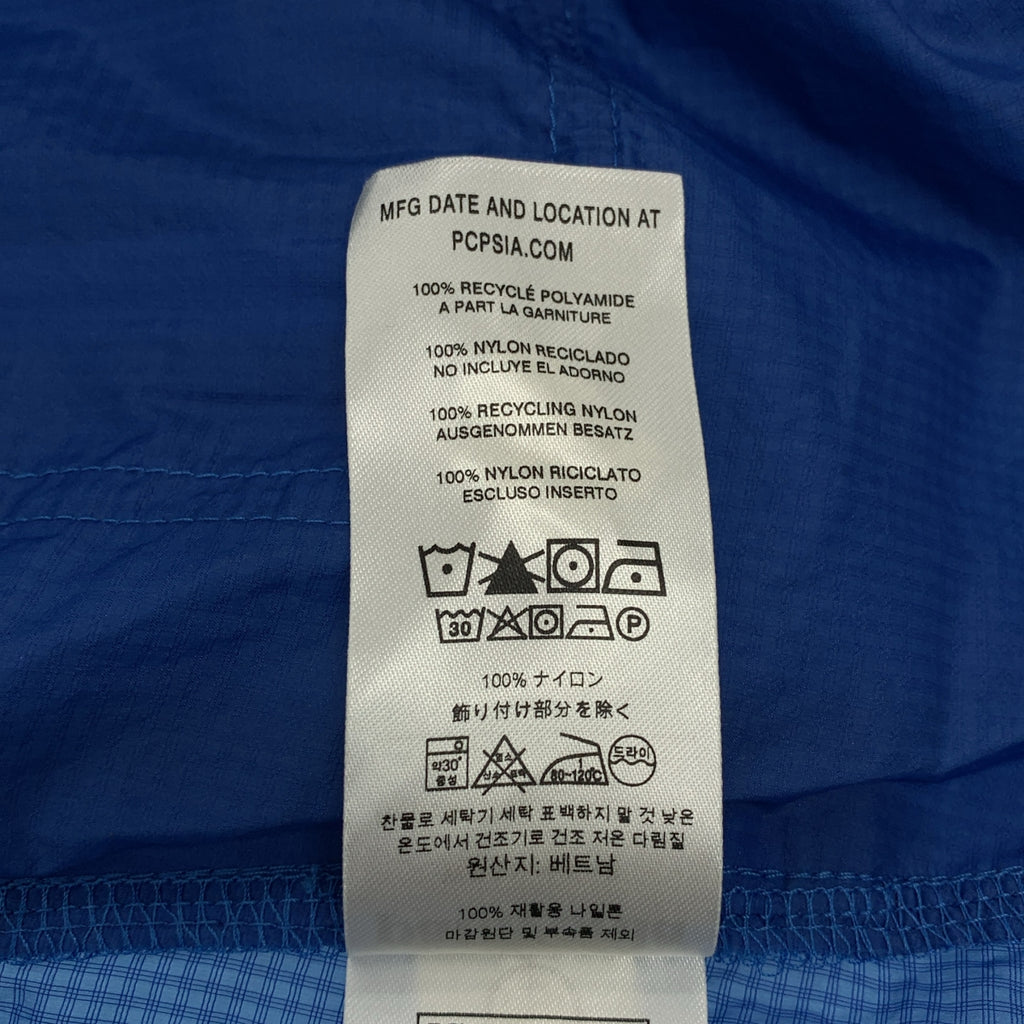 MFG DATE AND LOCATION AT
PCPSIA.COM
100% RECYCLÉ POLYAMIDE
A PART LA GARNITURE
100% NYLON RECICLADO
NO INCLUYE EL ADORNO
100% RECYCLING NYLON
AUSGENOMMEN BESATZ
100% NYLON RICICLATO
ESCLUSO INSERTO
30 P
100% ナイロン
飾り付け部分を除く
약30°
중성
80~120℃
드라이
찬물로 세탁기 세탁 표백하지 말 것 낮은
온도에서 건조기로 건조 저온 다림질
원산지: 베트남
100% 재활용 나일론
마감원단 및 부속품 제외